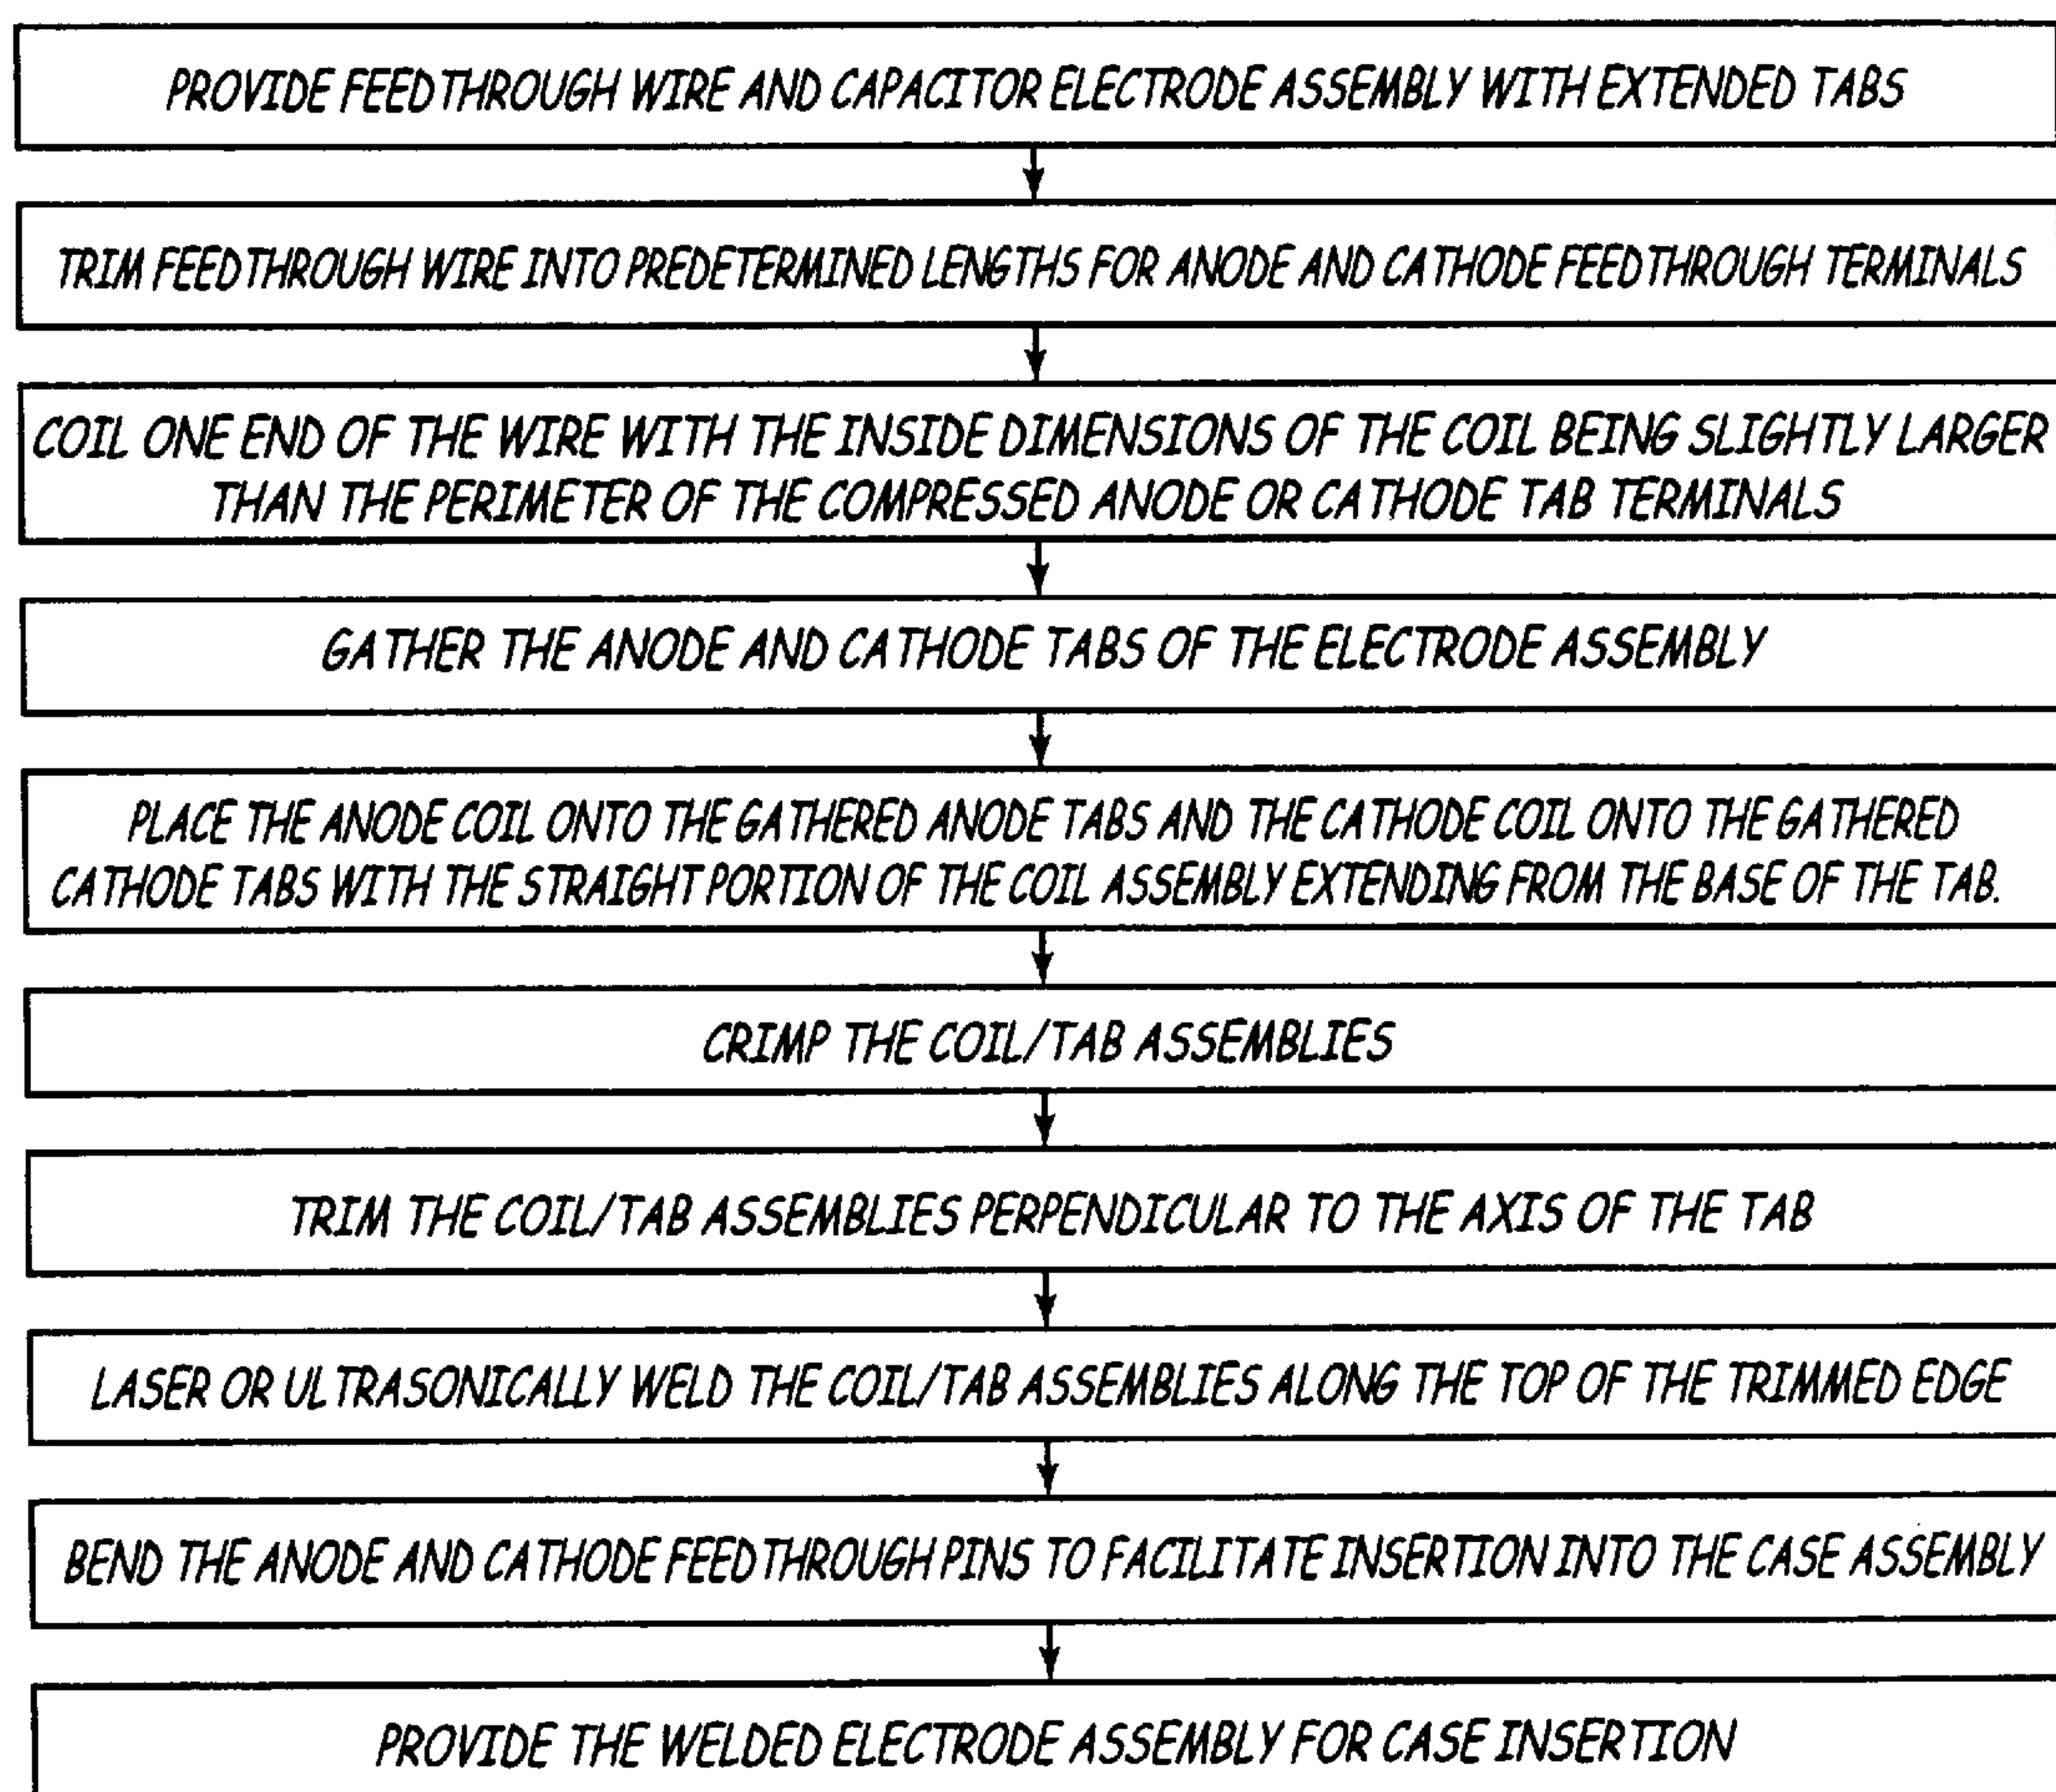 PROVIDE FEEDTHROUGH WIRE AND CAPACITOR ELECTRODE ASSEMBLY WITH EXTENDED TABS
TRIM FEEDTHROUGH WIRE INTO PREDETERMINED LENGTHS FOR ANODE AND CATHODE FEEDTHROUGH TERMINALS
COIL ONE END OF THE WIRE WITH THE INSIDE DIMENSIONS OF THE COIL BEING SLIGHTLY LARGER
THAN THE PERIMETER OF THE COMPRESSED ANODE OR CATHODE TAB TERMINALS
GATHER THE ANODE AND CATHODE TABS OF THE ELECTRODE ASSEMBLY
PLACE THE ANODE COIL ONTO THE GATHERED ANODE TABS AND THE CATHODE COIL ONTO THE GATHERED
CATHODE TABS WITH THE STRAIGHT PORTION OF THE COIL ASSEMBLY EXTENDING FROM THE BASE OF THE TAB.
CRIMP THE COIL/TAB ASSEMBLIES
TRIM THE COIL/TAB ASSEMBLIES PERPENDICULAR TO THE AXIS OF THE TAB
LASER OR ULTRASONICALLY WELD THE COIL/TAB ASSEMBLIES ALONG THE TOP OF THE TRIMMED EDGE
BEND THE ANODE AND CATHODE FEEDTHROUGH PINS TO FACILITATE INSERTION INTO THE CASE ASSEMBLY
PROVIDE THE WELDED ELECTRODE ASSEMBLY FOR CASE INSERTION